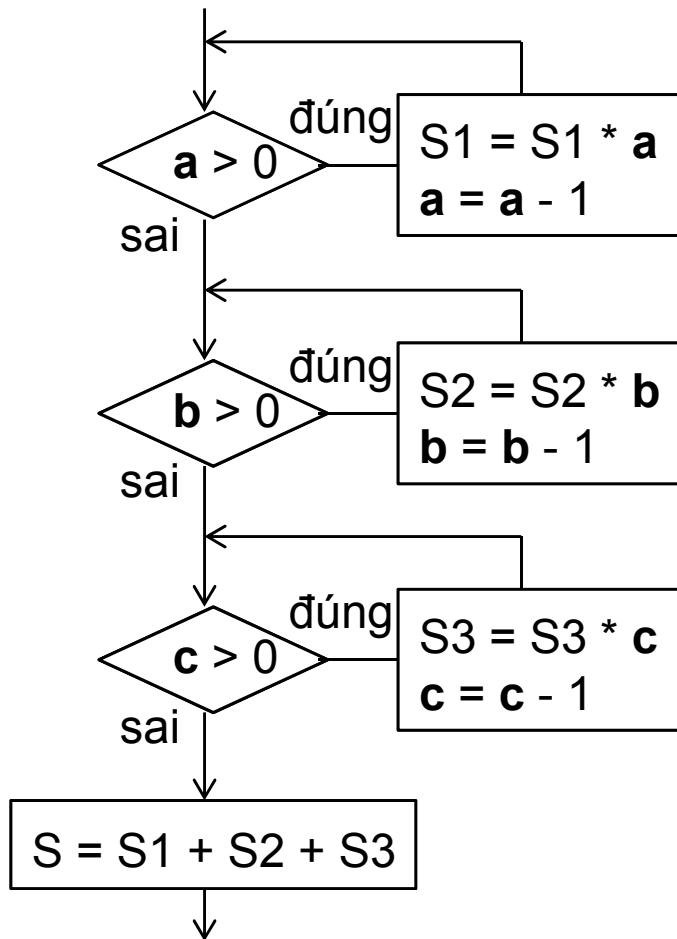 đúng
a > 0
S1 = S1 * a
a = a - 1
sai
đúng
b > 0
S2 = S2 * b
b = b - 1
sai
đúng
c > 0
S3 = S3 * c
c = c - 1
sai
S = S1 + S2 + S3